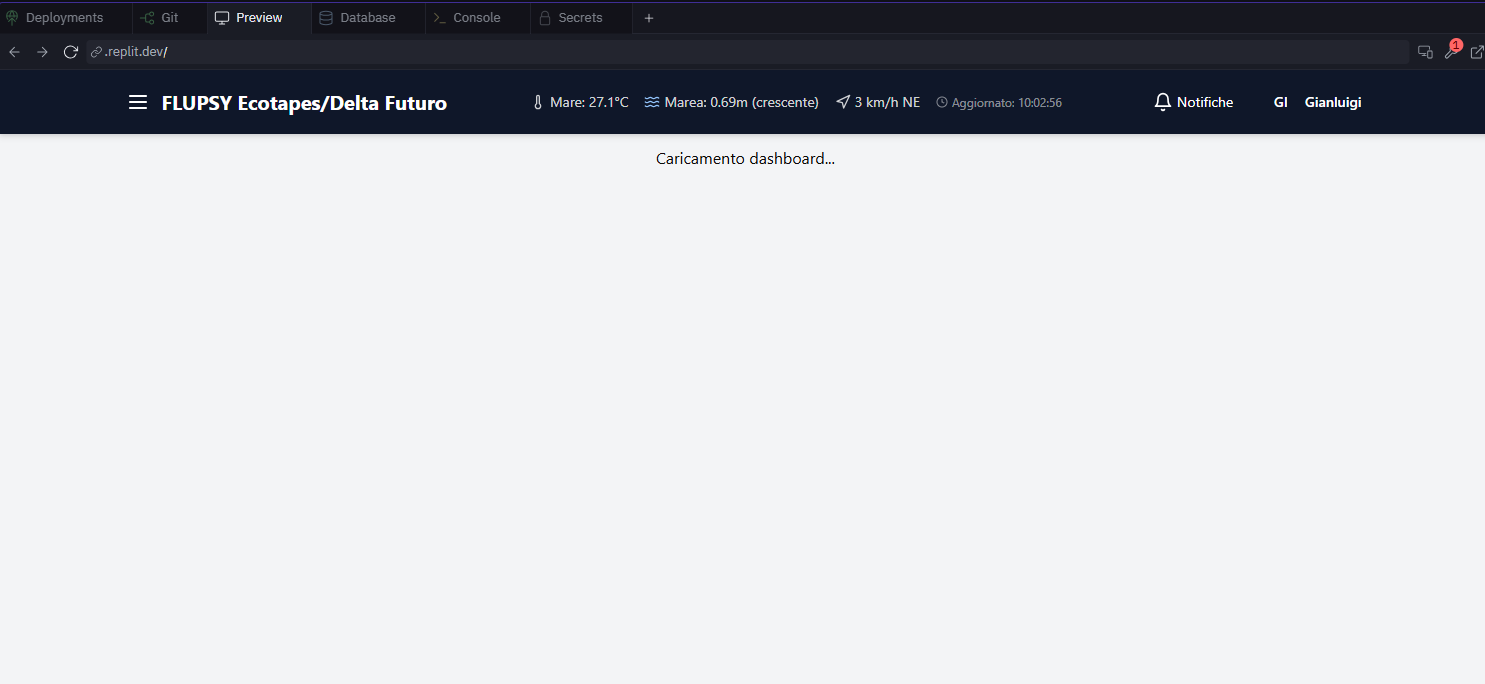 Deployments Git Preview Database Console Secrets +
.replit.dev/ 1
FLUPSY Ecotapes/Delta Futuro Mare: 27.1°C Marea: 0.69m (crescente) 3 km/h NE Aggiornato: 10:02:56 Notifiche GI Gianluigi
Caricamento dashboard...